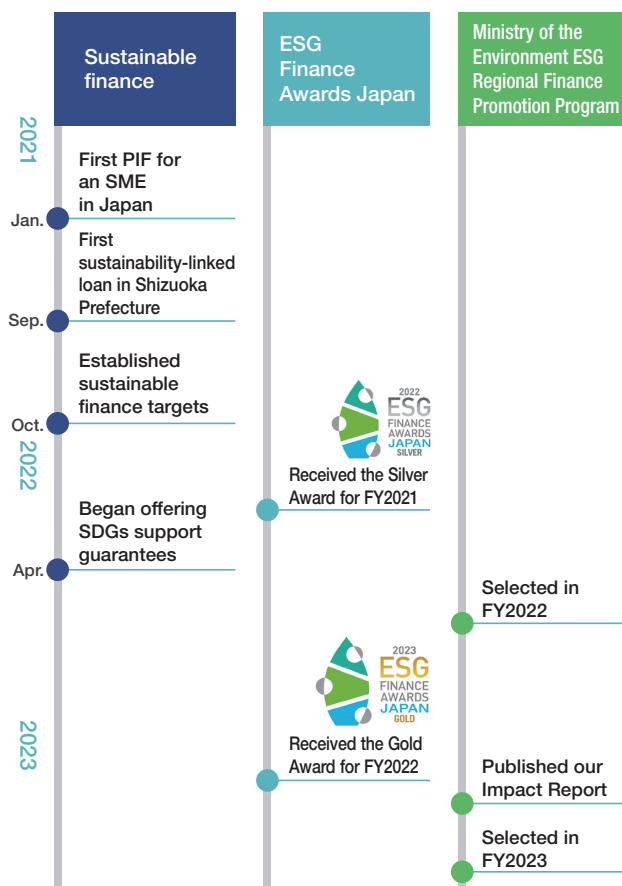 Sustainable
finance
ESG
Finance
Awards Japan
Ministry of the
Environment ESG
Regional Finance
Promotion Program
2021
First PIF for
an SME
in Japan
Jan.
First
sustainability-linked
loan in Shizuoka
Prefecture
Sep.
Established
sustainable
finance targets
Oct.
2022
2022
ESG
FINANCE
AWARDS
JAPAN
SILVER
Received the Silver
Award for FY2021
Began offering
SDGs support
guarantees
Apr.
Selected in
FY2022
2023
ESG
FINANCE
AWARDS
JAPAN
GOLD
2023
Received the Gold
Award for FY2022
Published our
Impact Report
Selected in
FY2023